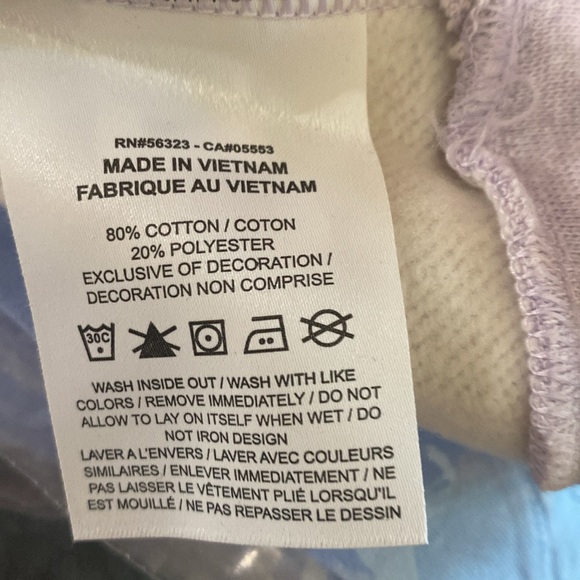 RN#56323 - CA#05553
MADE IN VIETNAM
FABRIQUE AU VIETNAM
80% COTTON / COTON
20% POLYESTER
EXCLUSIVE OF DECORATION /
DECORATION NON COMPRISE
30C
WASH INSIDE OUT / WASH WITH LIKE
COLORS / REMOVE IMMEDIATELY / DO NOT
ALLOW TO LAY ON ITSELF WHEN WET / DO
NOT IRON DESIGN
LAVER A L'ENVERS / LAVER AVEC COULEURS
SIMILAIRES / ENLEVER IMMEDIATEMENT / NE
PAS LAISSER LE VÊTEMENT PLIÉ LORSQU'IL
EST MOUILLÉ / NE PAS REPASSER LE DESSIN